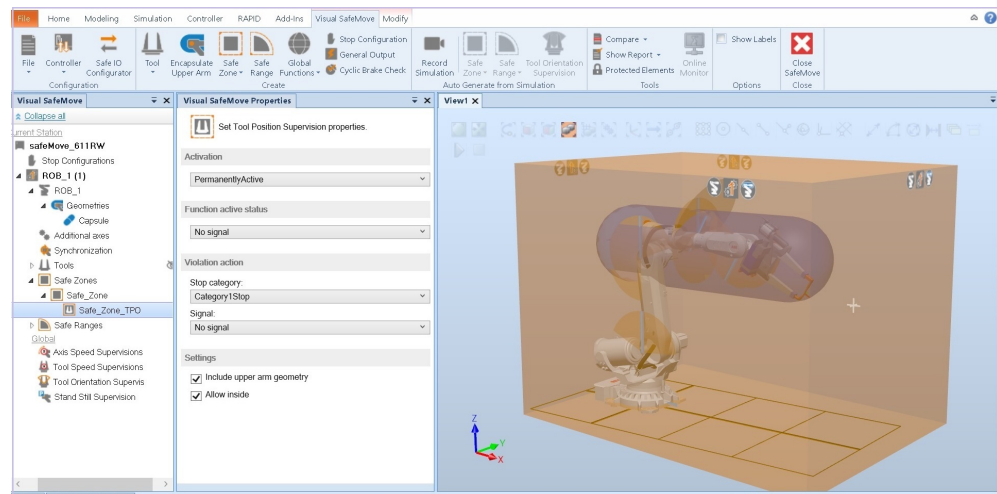 File Home Modeling Simulation Controller RAPID Add-Ins Visual SafeMove Modify
File Controller Safe IO Configurator Tool Encapsulate Upper Arm Safe Zone Safe Range Global Functions Stop Configuration General Output Cyclic Brake Check Record Simulation Safe Zone Safe Range Tool Orientation Supervision Compare Show Report Protected Elements Online Monitor Show Labels Close SafeMove
Configuration Create Auto Generate from Simulation Tools Options Close
Visual SafeMove
Collapse all
urrent Station
safeMove_611RW
Stop Configurations
ROB_1 (1)
ROB_1
Geometries
Capsule
Additional axes
Synchronization
Tools
Safe Zones
Safe_Zone
Safe_Zone_TPO
Safe Ranges
Global
Axis Speed Supervisions
Tool Speed Supervisions
Tool Orientation Supervis
Stand Still Supervision
Visual SafeMove Properties
Set Tool Position Supervision properties.
Activation
PermanentlyActive
Function active status
No signal
Violation action
Stop category:
Category1Stop
Signal:
No signal
Settings
Include upper arm geometry
Allow inside
View1
Z
Y
X